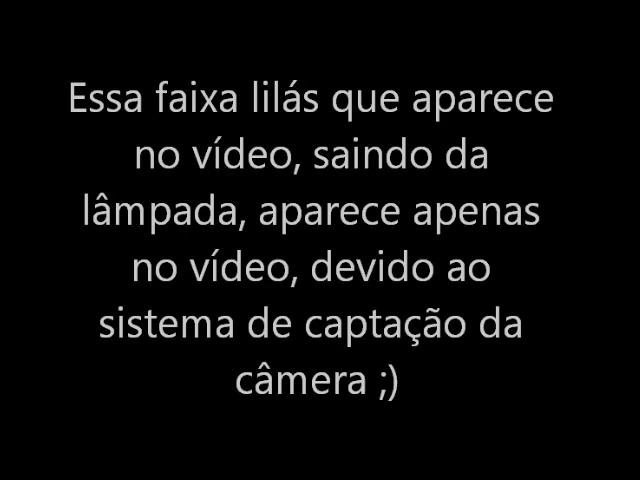 Essa faixa lilás que aparece
no vídeo, saindo da
lâmpada, aparece apenas
no vídeo, devido ao
sistema de captação da
câmera ;)